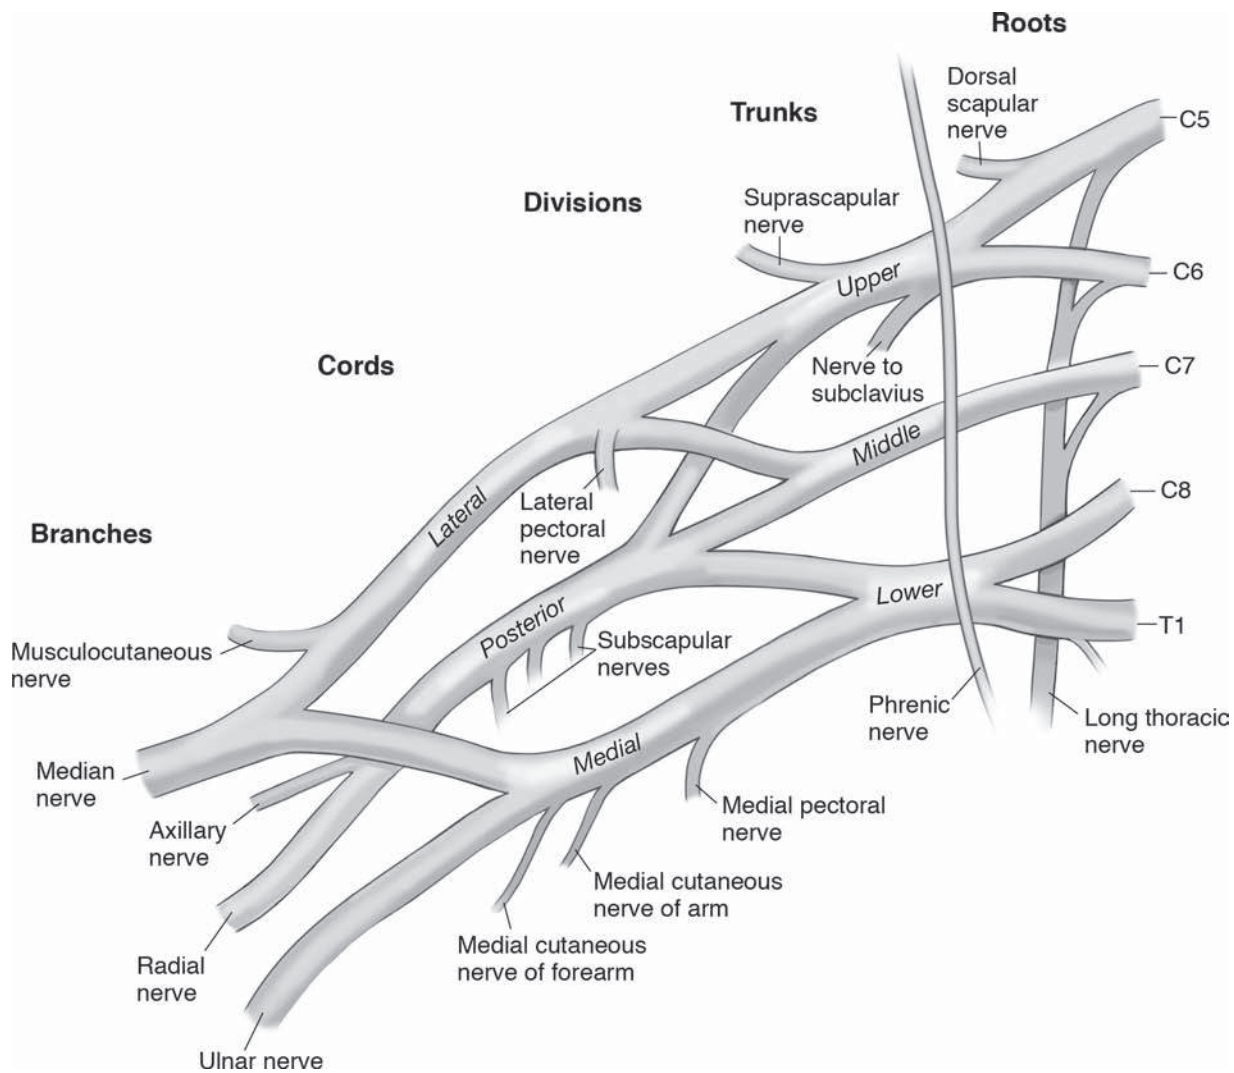 Roots
Dorsal
scapular
nerve
C5
Trunks
Suprascapular
nerve
Divisions
Upper
C6
Nerve to
subclavius
C7
Cords
Middle
C8
Lateral
Lateral
pectoral
nerve
Branches
Lower
T1
Posterior
Subscapular
nerves
Musculocutaneous
nerve
Phrenic
nerve
Long thoracic
nerve
Medial
Median
nerve
Medial pectoral
nerve
Axillary
nerve
Medial cutaneous
nerve of arm
Medial cutaneous
nerve of forearm
Radial
nerve
Ulnar nerve